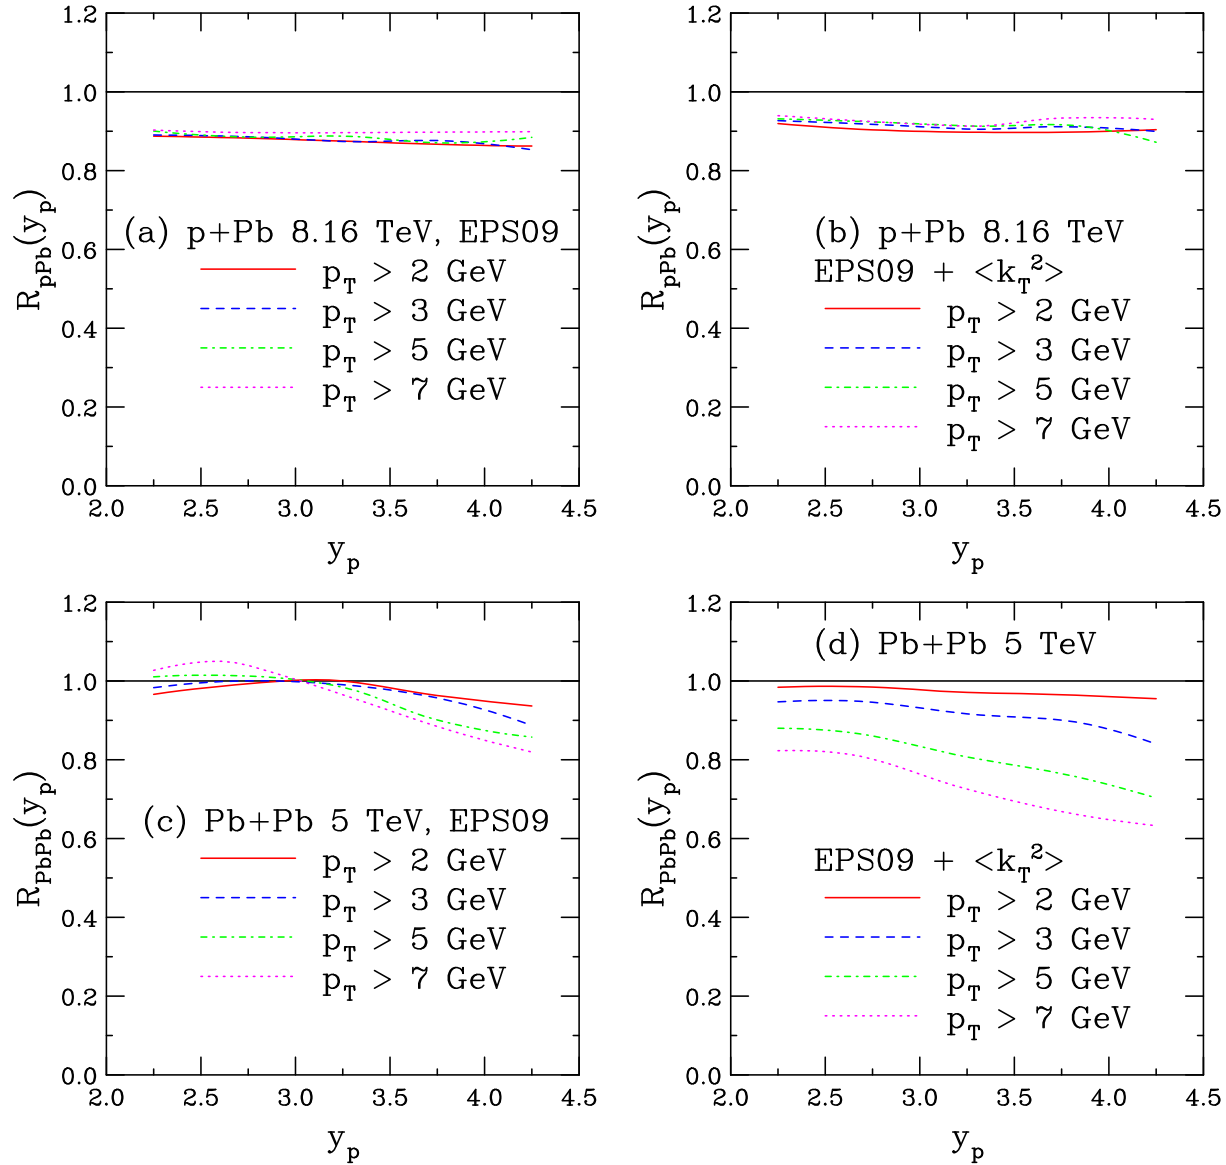 1.2
1.0
0.8
0.6
0.4
0.2
0.0
R_pPb(y_p)
(a) p+Pb 8.16 TeV, EPS09
p_T > 2 GeV
p_T > 3 GeV
p_T > 5 GeV
p_T > 7 GeV
2.0 2.5 3.0 3.5 4.0 4.5
y_p
1.2
1.0
0.8
0.6
0.4
0.2
0.0
R_pPb(y_p)
(b) p+Pb 8.16 TeV
EPS09 + <k_T^2>
p_T > 2 GeV
p_T > 3 GeV
p_T > 5 GeV
p_T > 7 GeV
2.0 2.5 3.0 3.5 4.0 4.5
y_p
1.2
1.0
0.8
0.6
0.4
0.2
0.0
R_PbPb(y_p)
(c) Pb+Pb 5 TeV, EPS09
p_T > 2 GeV
p_T > 3 GeV
p_T > 5 GeV
p_T > 7 GeV
2.0 2.5 3.0 3.5 4.0 4.5
y_p
1.2
1.0
0.8
0.6
0.4
0.2
0.0
R_PbPb(y_p)
(d) Pb+Pb 5 TeV
EPS09 + <k_T^2>
p_T > 2 GeV
p_T > 3 GeV
p_T > 5 GeV
p_T > 7 GeV
2.0 2.5 3.0 3.5 4.0 4.5
y_p